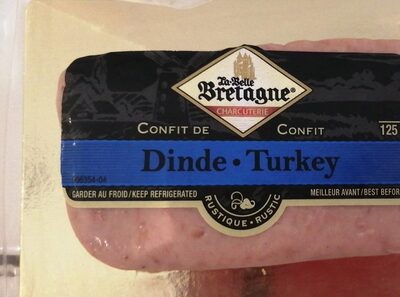 La Belle
Bretagne®
CHARCUTERIE
CONFIT DE CONFIT 125
Dinde • Turkey
GARDER AU FROID/KEEP REFRIGERATED MEILLEUR AVANT/BEST BEFOR
RUSTIQUE • RUSTIC